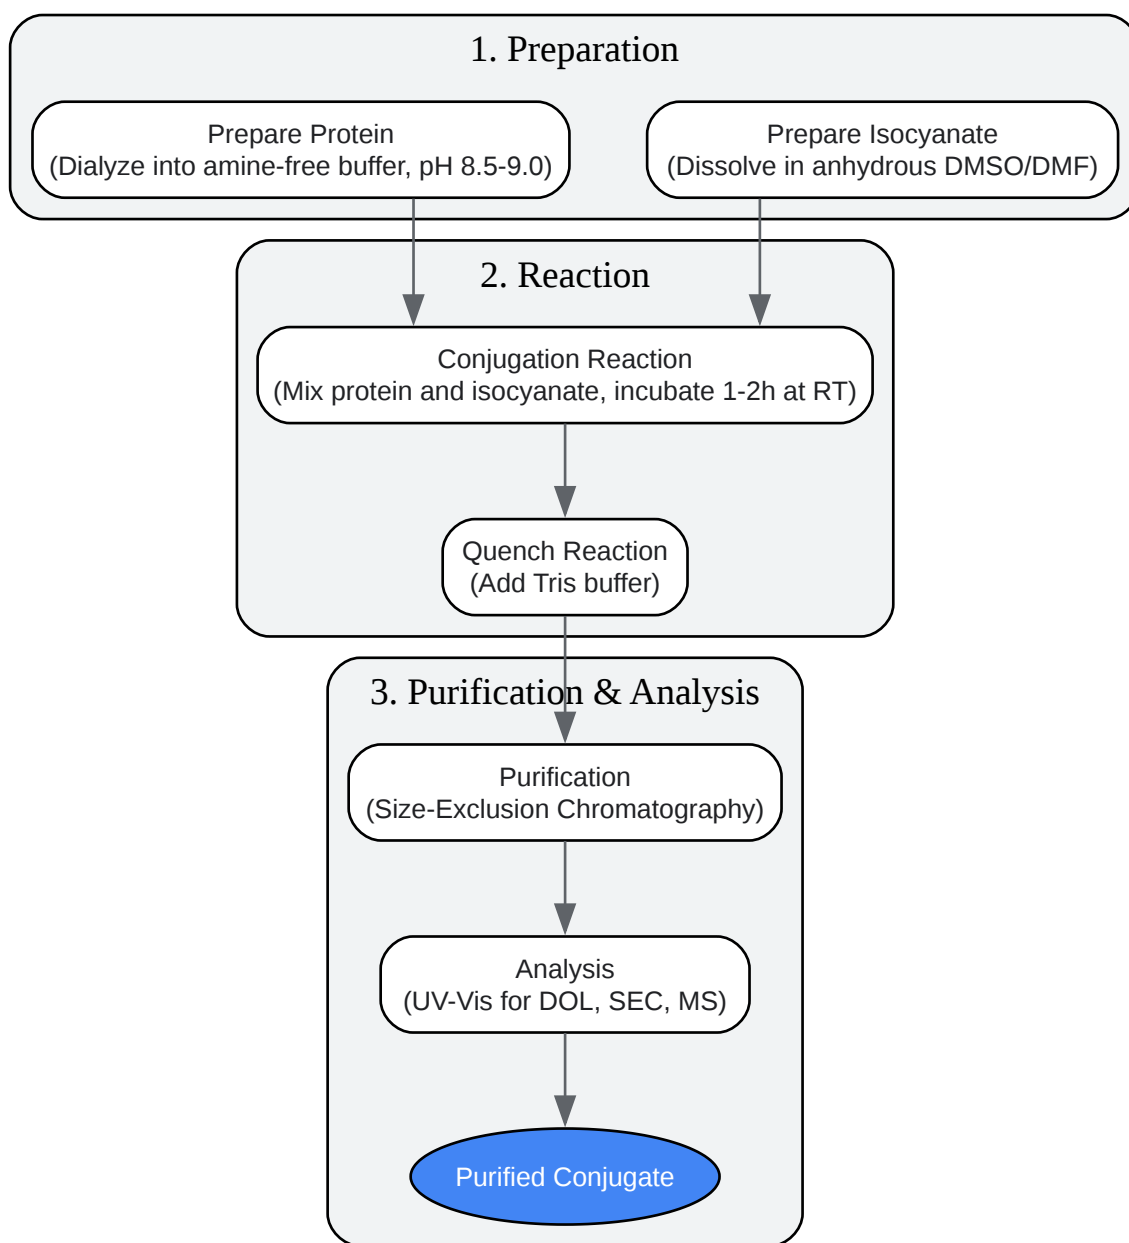 1. Preparation
Prepare Protein
(Dialyze into amine-free buffer, pH 8.5-9.0)
Prepare Isocyanate
(Dissolve in anhydrous DMSO/DMF)
2. Reaction
Conjugation Reaction
(Mix protein and isocyanate, incubate 1-2h at RT)
Quench Reaction
(Add Tris buffer)
3. Purification & Analysis
Purification
(Size-Exclusion Chromatography)
Analysis
(UV-Vis for DOL, SEC, MS)
Purified Conjugate